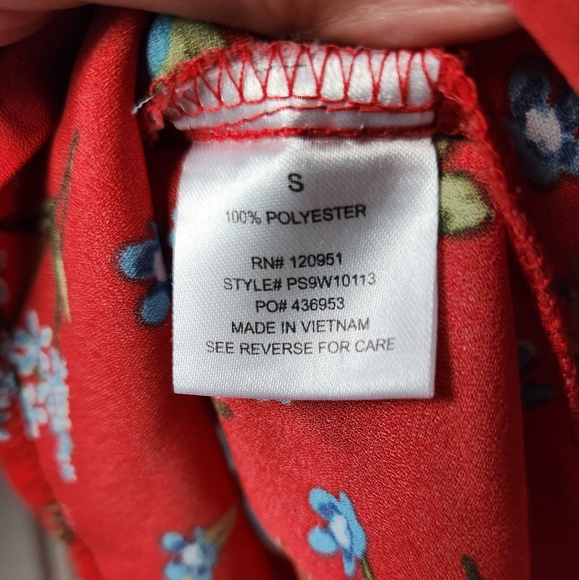 S
100% POLYESTER
RN# 120951
STYLE# PS9W10113
PO# 436953
MADE IN VIETNAM
SEE REVERSE FOR CARE